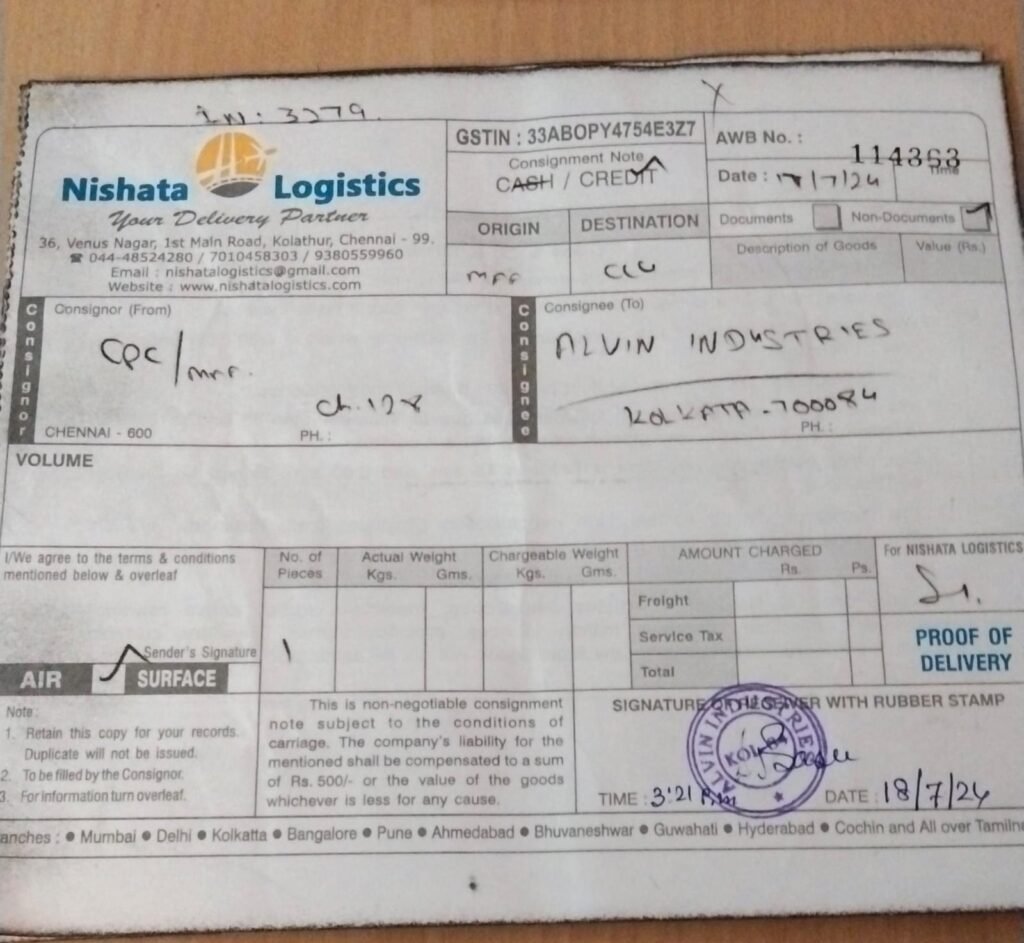 IN: 3279.
X
Nishata Logistics
Your Delivery Partner
36, Venus Nagar, 1st Main Road, Kolathur, Chennai - 99.
☎ 044-48524280 / 7010458303 / 9380559960
Email : nishatalogistics@gmail.com
Website : www.nishatalogistics.com
GSTIN : 33ABOPY4754E3Z7
Consignment Note
CASH / CREDIT
AWB No. :
114363
Date : 17/7/24
Time
ORIGIN
DESTINATION
Documents
Non-Documents
Description of Goods
Value (Rs.)
CCU
Consignor
Consignor (From)
CPC/
Ch. 128
CHENNAI - 600
PH. :
Consignee
Consignee (To)
ALVIN INDUSTRIES
KOLKATA - 700084
PH. :
VOLUME
I/We agree to the terms & conditions
mentioned below & overleaf
Sender's Signature
AIR
SURFACE
No. of
Pieces
1
Actual Weight
Kgs. Gms.
Chargeable Weight
Kgs. Gms.
AMOUNT CHARGED
Rs. Ps.
Freight
Service Tax
Total
For NISHATA LOGISTICS
PROOF OF
DELIVERY
Note :
1. Retain this copy for your records.
Duplicate will not be issued.
2. To be filled by the Consignor.
3. For information turn overleaf.
This is non-negotiable consignment
note subject to the conditions of
carriage. The company's liability for the
mentioned shall be compensated to a sum
of Rs. 500/- or the value of the goods
whichever is less for any cause.
SIGNATURE OF RECEIVER WITH RUBBER STAMP
ALVIN INDUSTRIES
TIME : 3:21 P.m
DATE : 18/7/24
anches : ● Mumbai ● Delhi ● Kolkatta ● Bangalore ● Pune ● Ahmedabad ● Bhuvaneshwar ● Guwahati ● Hyderabad ● Cochin and All over Tamiln